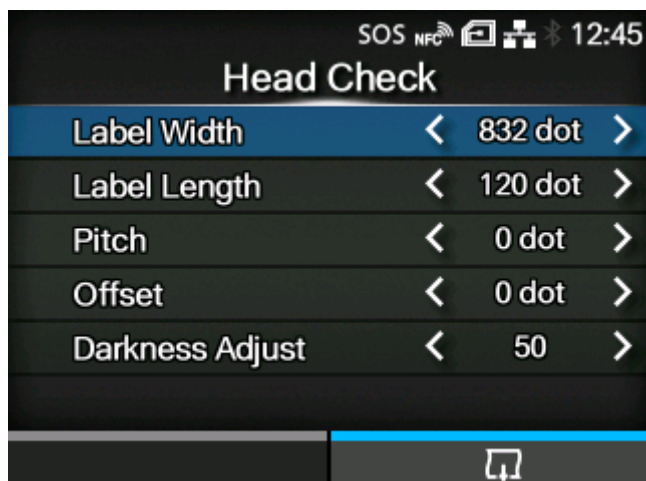 SOS NFC 12:45
Head Check
Label Width 832 dot
Label Length 120 dot
Pitch 0 dot
Offset 0 dot
Darkness Adjust 50